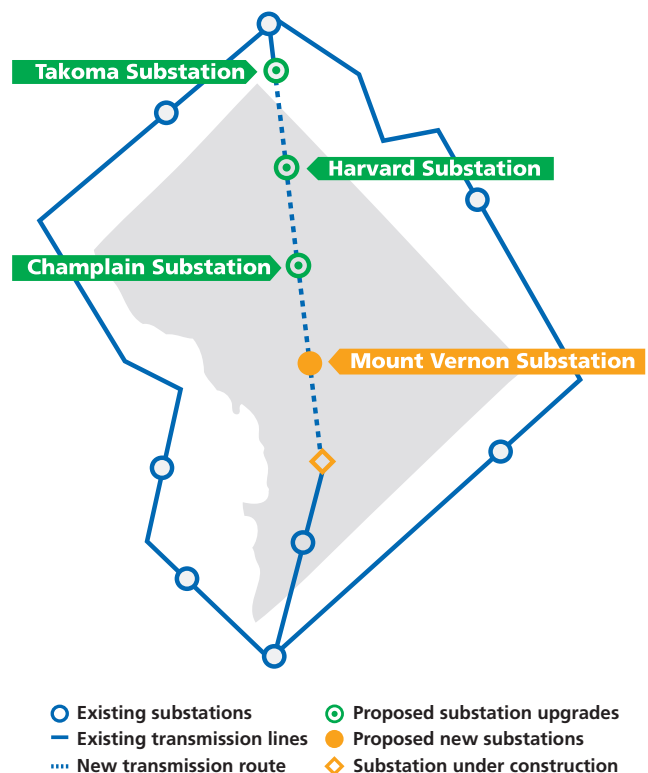 Takoma Substation
Harvard Substation
Champlain Substation
Mount Vernon Substation
Existing substations
Existing transmission lines
New transmission route
Proposed substation upgrades
Proposed new substations
Substation under construction